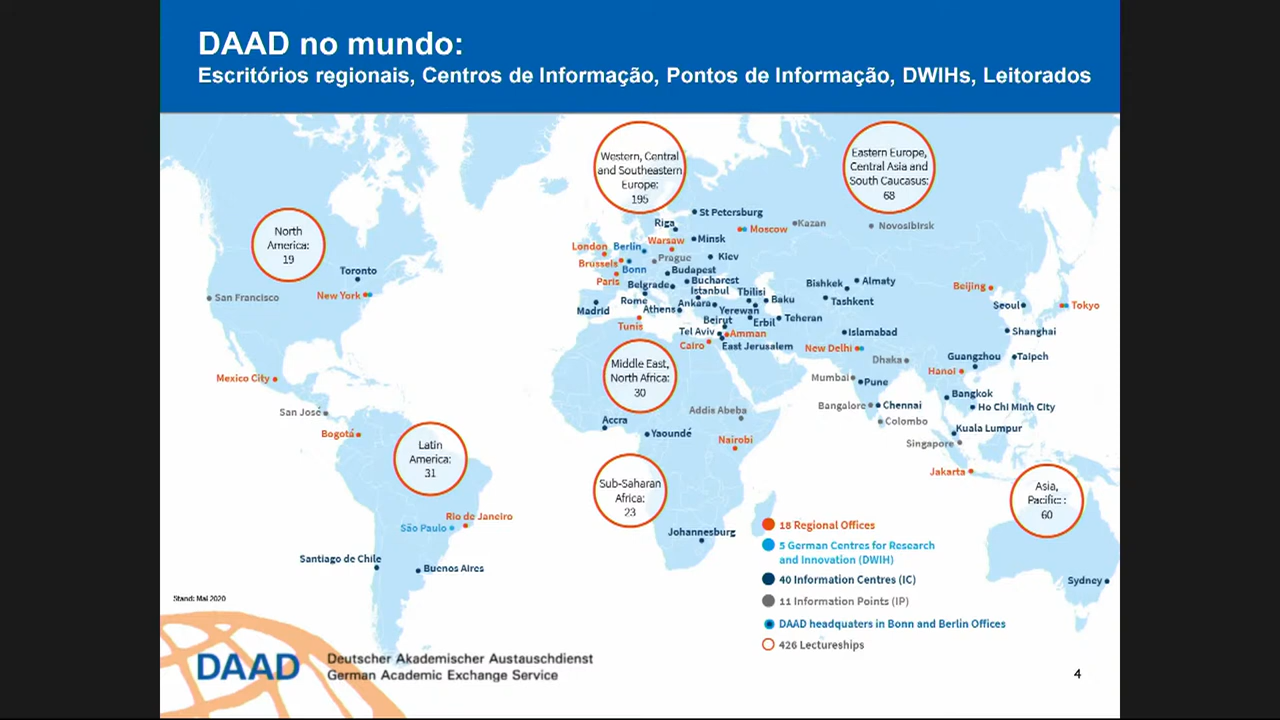 DAAD no mundo:
Escritórios regionais, Centros de Informação, Pontos de Informação, DWIHs, Leitorados
Western, Central
and Southeastern
Europe:
195
Eastern Europe,
Central Asia and
South Caucasus:
68
North
America:
19
St Petersburg
Riga
Kazan
Novosibirsk
Moscow
Warsaw
Minsk
London
Berlin
Prague
Kiev
Brussels
Bonn
Budapest
Toronto
Paris
Belgrade
Bucharest
San Francisco
New York
Rome
Istanbul
Tbilisi
Bishkek
Almaty
Beijing
Madrid
Athens
Ankara
Yerewan
Baku
Tashkent
Seoul
Tokyo
Tunis
Beirut
Erbil
Teheran
Tel Aviv
Amman
Islamabad
Shanghai
Cairo
East Jerusalem
New Delhi
Dhaka
Guangzhou
Taipeh
Middle East,
North Africa:
30
Mexico City
Mumbai
Pune
Hanoi
Bangkok
San José
Addis Abeba
Bangalore
Chennai
Ho Chi Minh City
Accra
Colombo
Bogotá
Yaoundé
Nairobi
Kuala Lumpur
Singapore
Latin
America:
31
Jakarta
Sub-Saharan
Africa:
23
Asia,
Pacific: :
60
Rio de Janeiro
São Paulo
Johannesburg
Santiago de Chile
Buenos Aires
Sydney
18 Regional Offices
5 German Centres for Research
and Innovation (DWIH)
40 Information Centres (IC)
11 Information Points (IP)
DAAD headquaters in Bonn and Berlin Offices
426 Lectureships
Stand: Mai 2020
DAAD
Deutscher Akademischer Austauschdienst
German Academic Exchange Service
4